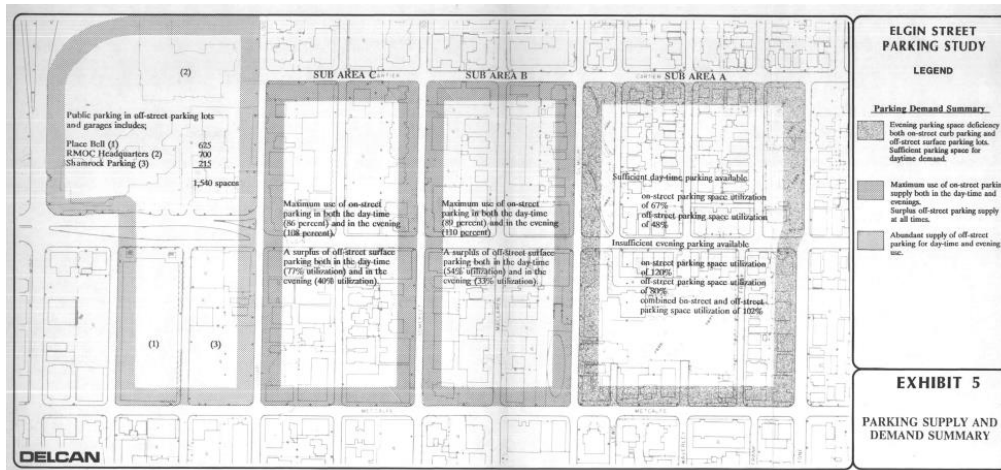 ELGIN STREET
PARKING STUDY
LEGEND
Parking Demand Summary
Evening parking space deficiency
both on-street curb parking and
off-street surface parking lots.
Sufficient parking space for
daytime demand.
Maximum use of on-street parkin
supply both in the day-time and
evenings.
Surplus off-street parking supply
at all times.
Abundant supply of off-street
parking for day-time and evening
use.
EXHIBIT 5
PARKING SUPPLY AND
DEMAND SUMMARY
SUB AREA C
CARTIER
SUB AREA B
CARTIER
SUB AREA A
(2)
Public parking in off-street parking lots
and garages includes;
Place Bell (1) 625
RMOC Headquarters (2) 700
Shamrock Parking (3) 215
1,540 spaces
(1)
(3)
Maximum use of on-street
parking in both the day-time
(86 percent) and in the evening
(108 percent).
A surplus of off-street surface
parking both in the day-time
(77% utilization) and in the
evening (40% utilization).
Maximum use of on-street
parking in both the day-time
(89 percent) and in the evening
(110 percent)
A surplus of off-street surface
parking both in the day-time
(54% utilization) and in the
evening (33% utilization).
Sufficient day-time parking available
on-street parking space utilization
of 67%
off-street parking space utilization
of 48%
Insufficient evening parking available
on-street parking space utilization
of 120%
off-street parking space utilization
of 80%
combined on-street and off-street
parking space utilization of 102%
METCALFE
METCALFE
DELCAN